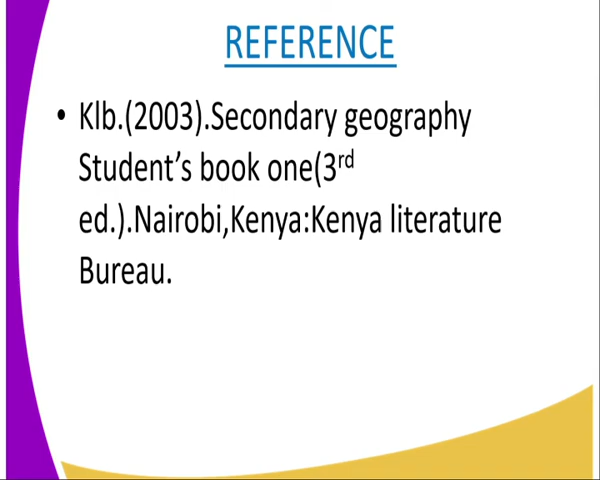 REFERENCE
• Klb.(2003).Secondary geography
Student’s book one(3rd
ed.).Nairobi,Kenya:Kenya literature
Bureau.